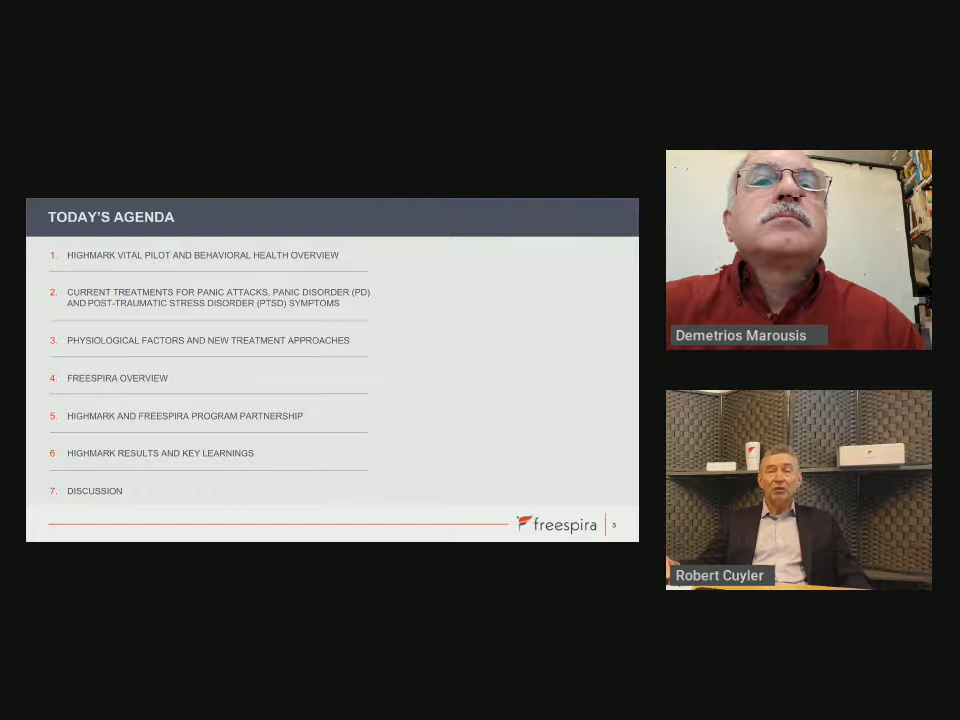 TODAY'S AGENDA
1. HIGHMARK VITAL PILOT AND BEHAVIORAL HEALTH OVERVIEW
2. CURRENT TREATMENTS FOR PANIC ATTACKS, PANIC DISORDER (PD)
AND POST-TRAUMATIC STRESS DISORDER (PTSD) SYMPTOMS
3. PHYSIOLOGICAL FACTORS AND NEW TREATMENT APPROACHES
4. FREESPIRA OVERVIEW
5. HIGHMARK AND FREESPIRA PROGRAM PARTNERSHIP
6 HIGHMARK RESULTS AND KEY LEARNINGS
7. DISCUSSION
freespira 3
Demetrios Marousis
Robert Cuyler